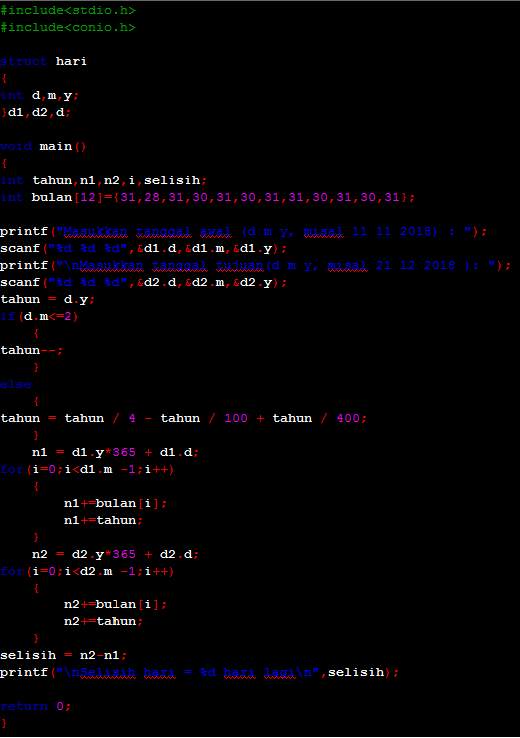 #include<stdio.h>
#include<conio.h>
struct hari
{
int d,m,y;
}d1,d2,d;
void main()
{
int tahun,n1,n2,i,selisih;
int bulan[12]={31,28,31,30,31,30,31,31,30,31,30,31};
printf("Masukkan tanggal awal (d m y, misal 11 11 2018) : ");
scanf("%d %d %d",&d1.d,&d1.m,&d1.y);
printf("\nMasukkan tanggal tujuan(d m y, misal 21 12 2018 ): ");
scanf("%d %d %d",&d2.d,&d2.m,&d2.y);
tahun = d.y;
if(d.m<=2)
{
tahun--;
}
else
{
tahun = tahun / 4 - tahun / 100 + tahun / 400;
}
n1 = d1.y*365 + d1.d;
for(i=0;i<d1.m -1;i++)
{
n1+=bulan[i];
n1+=tahun;
}
n2 = d2.y*365 + d2.d;
for(i=0;i<d2.m -1;i++)
{
n2+=bulan[i];
n2+=tahun;
}
selisih = n2-n1;
printf("\nSelisih hari = %d hari lagi\n",selisih);
return 0;
}